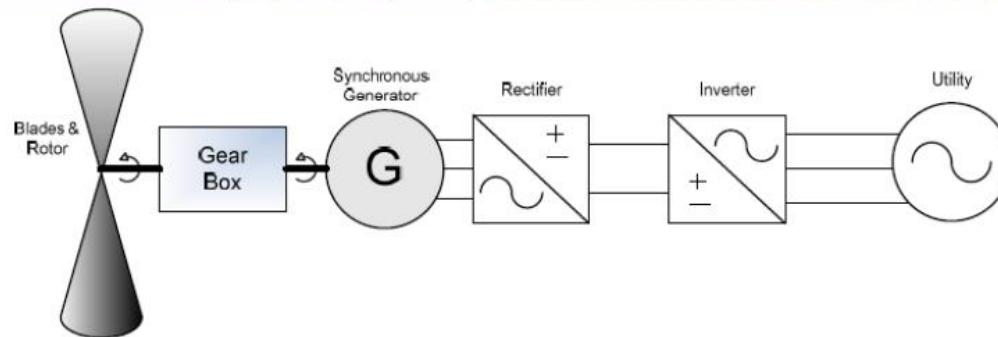 Blades &
Rotor
Gear
Box
Synchronous
Generator
G
Rectifier
+
−
Inverter
+
−
Utility